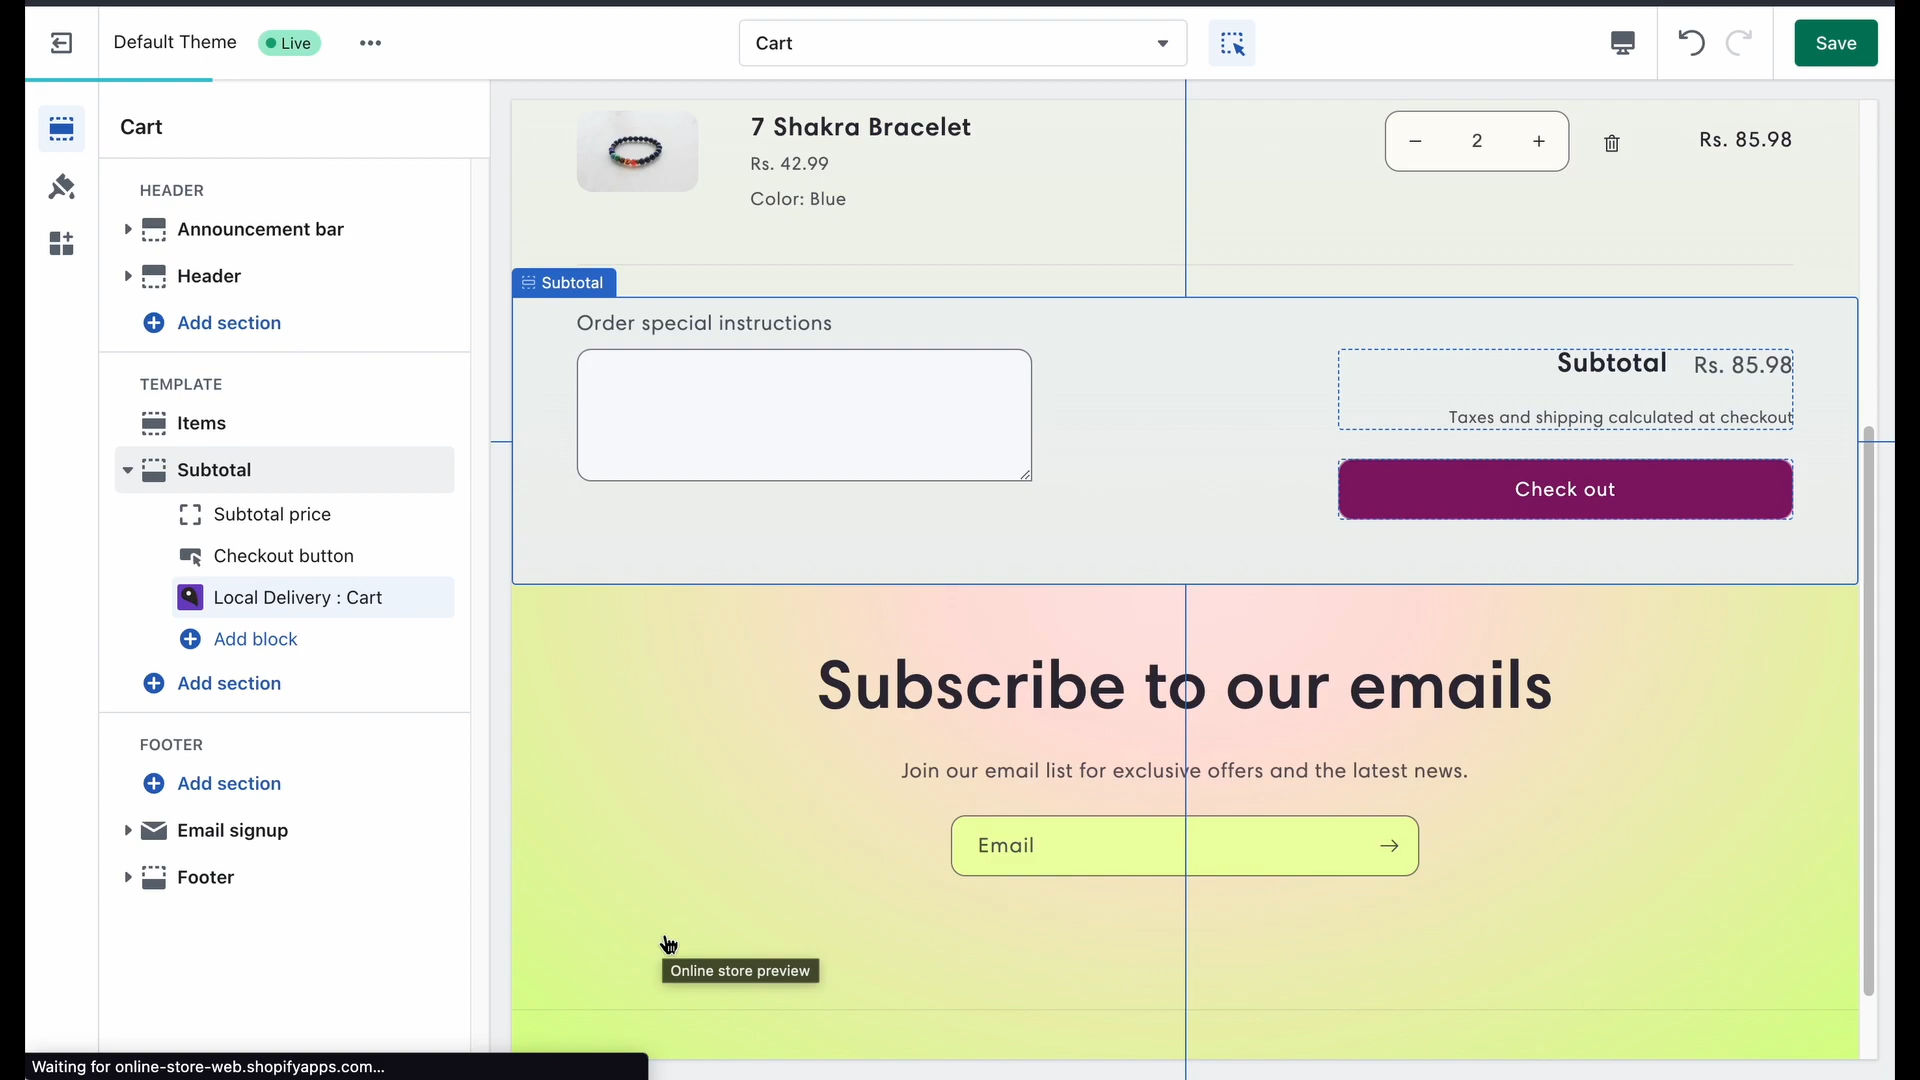 Default Theme
Live
Cart
Save
Cart
HEADER
Announcement bar
Header
Add section
TEMPLATE
Items
Subtotal
Subtotal price
Checkout button
Local Delivery : Cart
Add block
Add section
FOOTER
Add section
Email signup
Footer
7 Shakra Bracelet
Rs. 42.99
Color: Blue
2
Rs. 85.98
Subtotal
Order special instructions
Subtotal Rs. 85.98
Taxes and shipping calculated at checkout
Check out
Subscribe to our emails
Join our email list for exclusive offers and the latest news.
Email
Online store preview
Waiting for online-store-web.shopifyapps.com...